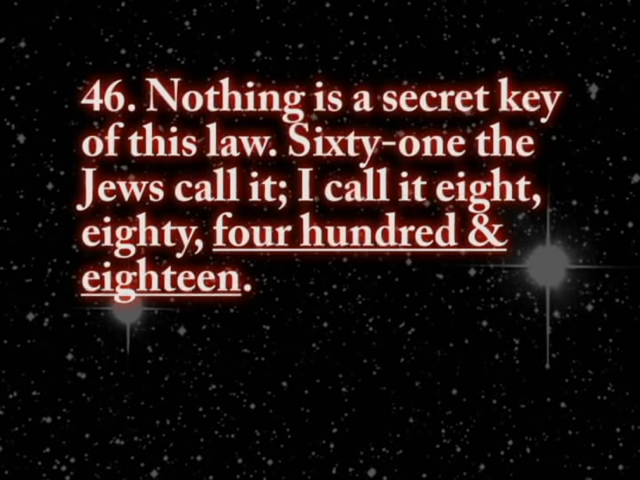 46. Nothing is a secret key
of this law. Sixty-one the
Jews call it; I call it eight,
eighty, four hundred &
eighteen.